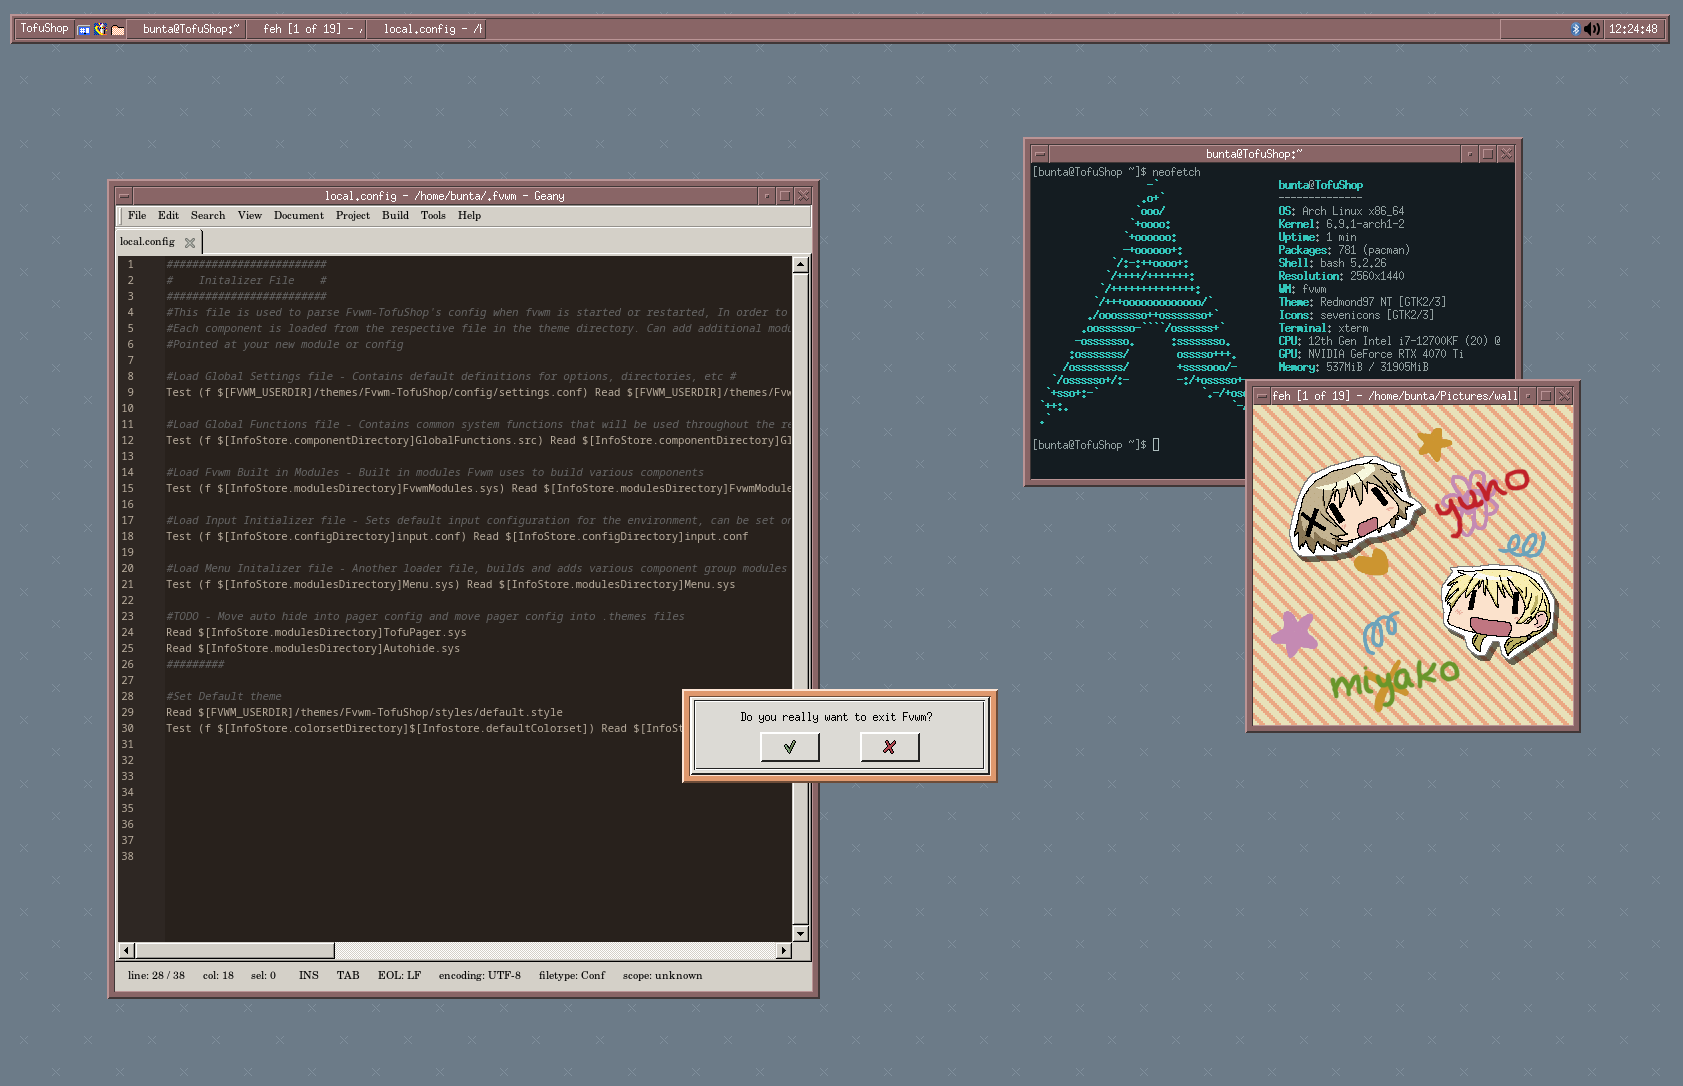 TofuShop
bunta@TofuShop:~
feh [1 of 19] - /
local.config - /h
12:24:48
local.config - /home/bunta/.fvwm - Geany
File Edit Search View Document Project Build Tools Help
local.config
1 #########################
2 #    Initalizer File    #
3 #########################
4 #This file is used to parse Fvwm-TofuShop's config when fvwm is started or restarted, In order to
5 #Each component is loaded from the respective file in the theme directory. Can add additional modu
6 #Pointed at your new module or config
7
8 #Load Global Settings file - Contains default definitions for options, directories, etc #
9 Test (f $[FVWM_USERDIR]/themes/Fvwm-TofuShop/config/settings.conf) Read $[FVWM_USERDIR]/themes/Fvw
10
11 #Load Global Functions file - Contains common system functions that will be used throughout the re
12 Test (f $[InfoStore.componentDirectory]GlobalFunctions.src) Read $[InfoStore.componentDirectory]Gl
13
14 #Load Fvwm Built in Modules - Built in modules Fvwm uses to build various components
15 Test (f $[InfoStore.modulesDirectory]FvwmModules.sys) Read $[InfoStore.modulesDirectory]FvwmModule
16
17 #Load Input Initializer file - Sets default input configuration for the environment, can be set on
18 Test (f $[InfoStore.configDirectory]input.conf) Read $[InfoStore.configDirectory]input.conf
19
20 #Load Menu Initalizer file - Another loader file, builds and adds various component group modules
21 Test (f $[InfoStore.modulesDirectory]Menu.sys) Read $[InfoStore.modulesDirectory]Menu.sys
22
23 #TODO - Move auto hide into pager config and move pager config into .themes files
24 Read $[InfoStore.modulesDirectory]TofuPager.sys
25 Read $[InfoStore.modulesDirectory]Autohide.sys
26 #########
27
28 #Set Default theme
29 Read $[FVWM_USERDIR]/themes/Fvwm-TofuShop/styles/default.style
30 Test (f $[InfoStore.colorsetDirectory]$[Infostore.defaultColorset]) Read $[InfoSt
31
32
33
34
35
36
37
38
line: 28 / 38 col: 18 sel: 0 INS TAB EOL: LF encoding: UTF-8 filetype: Conf scope: unknown
Do you really want to exit Fvwm?
bunta@TofuShop:~
[bunta@TofuShop ~]$ neofetch
bunta@TofuShop
--------------
OS: Arch Linux x86_64
Kernel: 6.9.1-arch1-2
Uptime: 1 min
Packages: 781 (pacman)
Shell: bash 5.2.26
Resolution: 2560x1440
WM: fvwm
Theme: Redmond97 NT [GTK2/3]
Icons: sevenicons [GTK2/3]
Terminal: xterm
CPU: 12th Gen Intel i7-12700KF (20) @
GPU: NVIDIA GeForce RTX 4070 Ti
Memory: 537MiB / 31905MiB
[bunta@TofuShop ~]$
feh [1 of 19] - /home/bunta/Pictures/wall
yuno
miyako